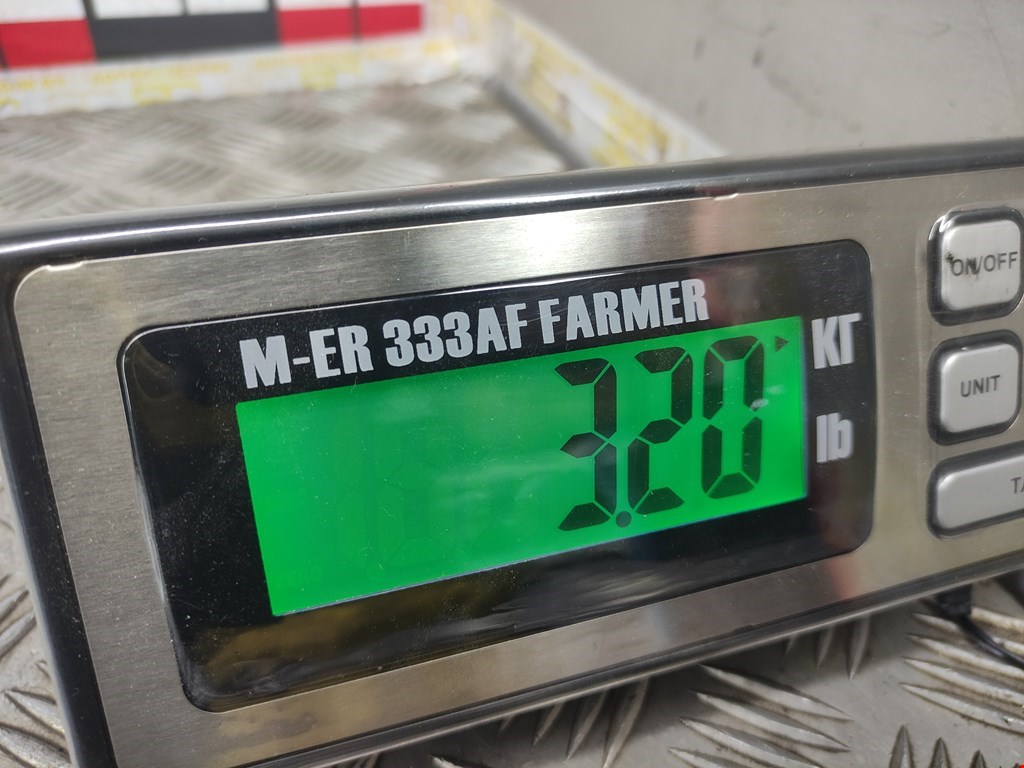 M-ER 333AF FARMER
3.20
КГ
lb
ON/OFF
UNIT